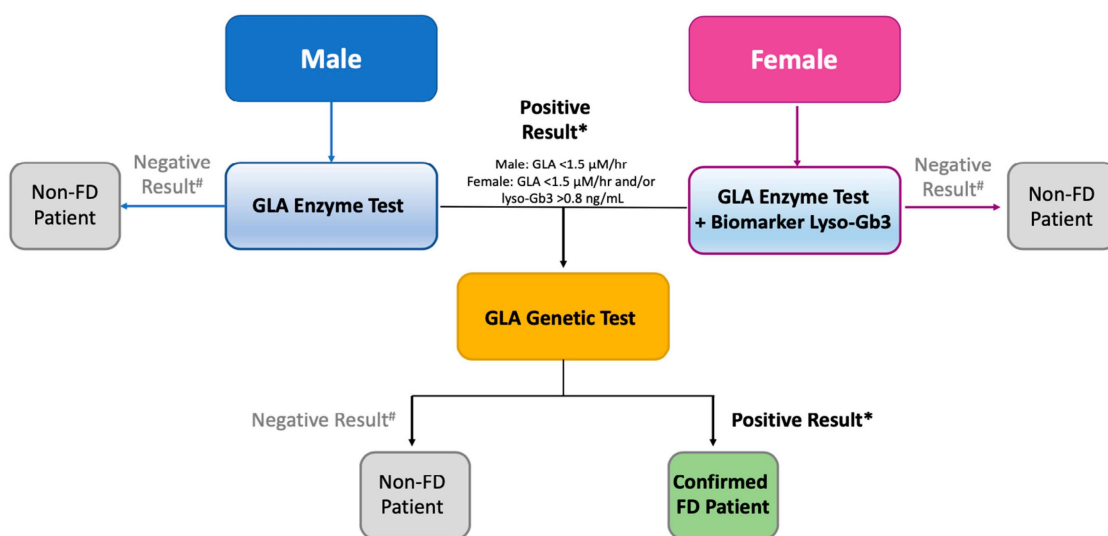 Male
Female
Positive
Result*
Male: GLA <1.5 µM/hr
Female: GLA <1.5 µM/hr and/or
lyso-Gb3 >0.8 ng/mL
Negative
Result#
Non-FD
Patient
GLA Enzyme Test
GLA Enzyme Test
+ Biomarker Lyso-Gb3
Negative
Result#
Non-FD
Patient
GLA Genetic Test
Negative Result#
Positive Result*
Non-FD
Patient
Confirmed
FD Patient